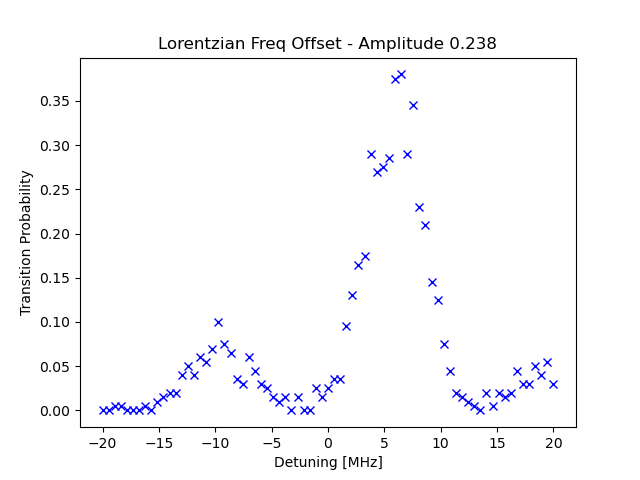 Lorentzian Freq Offset - Amplitude 0.238
Transition Probability
0.35
0.30
0.25
0.20
0.15
0.10
0.05
0.00
−20 −15 −10 −5 0 5 10 15 20
Detuning [MHz]